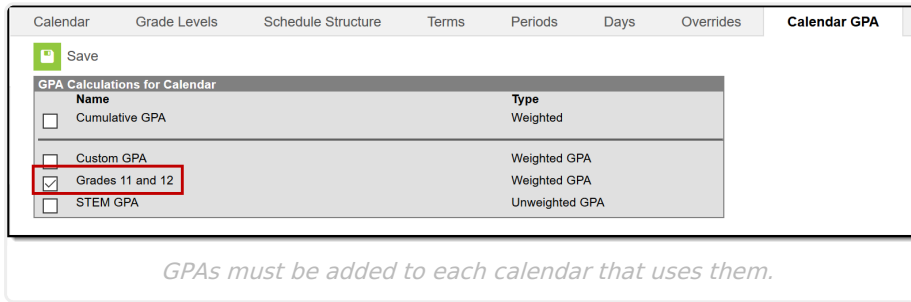 Calendar Grade Levels Schedule Structure Terms Periods Days Overrides Calendar GPA
Save
GPA Calculations for Calendar
Name Type
Cumulative GPA Weighted
Custom GPA Weighted GPA
Grades 11 and 12 Weighted GPA
STEM GPA Unweighted GPA
GPAs must be added to each calendar that uses them.